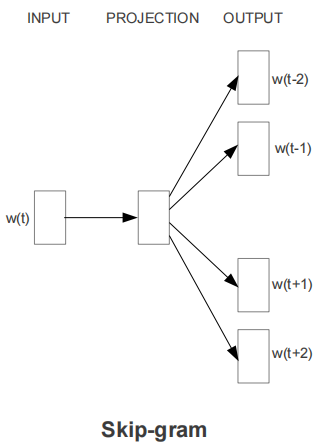 INPUT PROJECTION OUTPUT
w(t-2)
w(t-1)
w(t)
w(t+1)
w(t+2)
Skip-gram